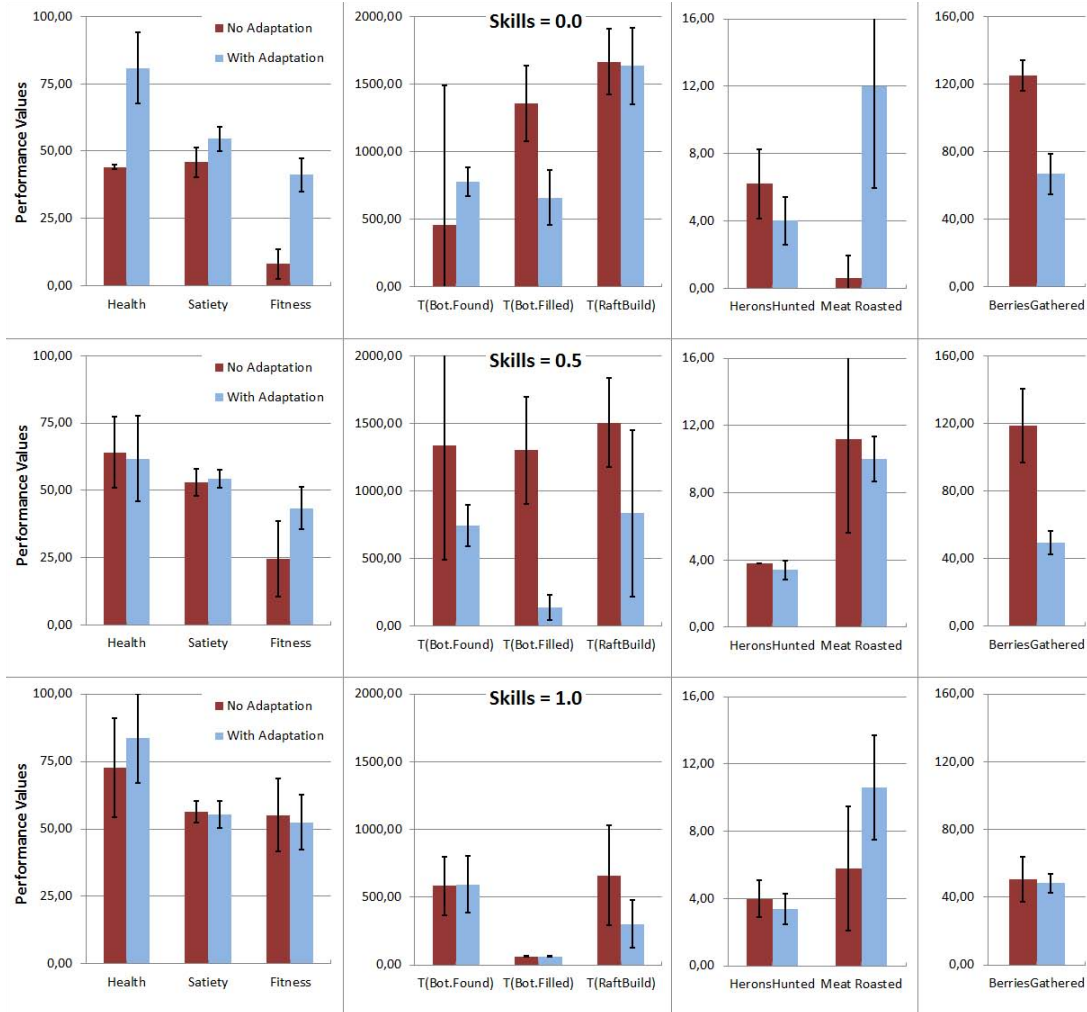 Skills = 0.0
Performance Values
100,00
75,00
50,00
25,00
0,00
No Adaptation
With Adaptation
Health Satiety Fitness
2000,00
1500,00
1000,00
500,00
0,00
T(Bot.Found) T(Bot.Filled) T(RaftBuild)
16,00
12,00
8,00
4,00
0,00
HeronsHunted Meat Roasted
160,00
120,00
80,00
40,00
0,00
BerriesGathered
Skills = 0.5
Performance Values
100,00
75,00
50,00
25,00
0,00
No Adaptation
With Adaptation
Health Satiety Fitness
2000,00
1500,00
1000,00
500,00
0,00
T(Bot.Found) T(Bot.Filled) T(RaftBuild)
16,00
12,00
8,00
4,00
0,00
HeronsHunted Meat Roasted
160,00
120,00
80,00
40,00
0,00
BerriesGathered
Skills = 1.0
Performance Values
100,00
75,00
50,00
25,00
0,00
No Adaptation
With Adaptation
Health Satiety Fitness
2000,00
1500,00
1000,00
500,00
0,00
T(Bot.Found) T(Bot.Filled) T(RaftBuild)
16,00
12,00
8,00
4,00
0,00
HeronsHunted Meat Roasted
160,00
120,00
80,00
40,00
0,00
BerriesGathered